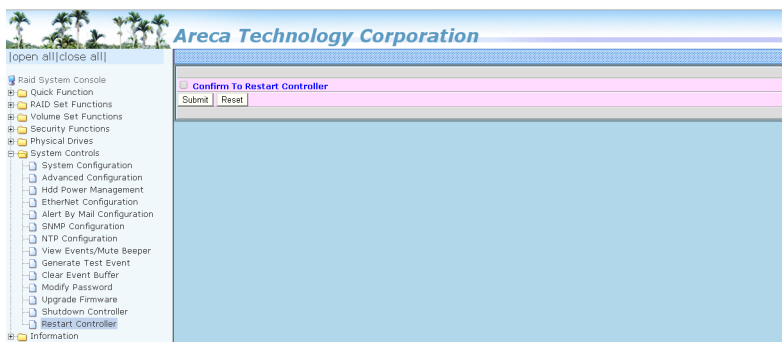 Areca Technology Corporation
|open all|close all|
Raid System Console
Quick Function
RAID Set Functions
Volume Set Functions
Security Functions
Physical Drives
System Controls
System Configuration
Advanced Configuration
Hdd Power Management
EtherNet Configuration
Alert By Mail Configuration
SNMP Configuration
NTP Configuration
View Events/Mute Beeper
Generate Test Event
Clear Event Buffer
Modify Password
Upgrade Firmware
Shutdown Controller
Restart Controller
Information
Confirm To Restart Controller
Submit Reset